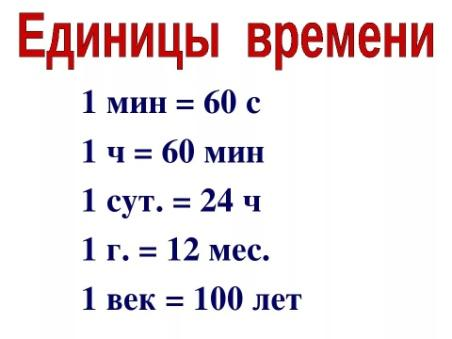 Единицы времени
1 мин = 60 с
1 ч = 60 мин
1 сут. = 24 ч
1 г. = 12 мес.
1 век = 100 лет